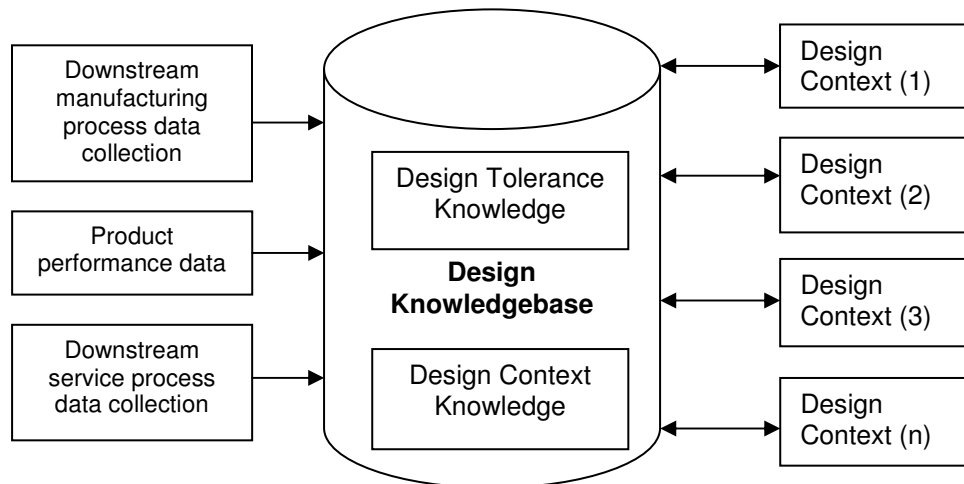 Downstream
manufacturing
process data
collection
Product
performance data
Downstream
service process
data collection
Design Tolerance
Knowledge
Design
Knowledgebase
Design Context
Knowledge
Design
Context (1)
Design
Context (2)
Design
Context (3)
Design
Context (n)